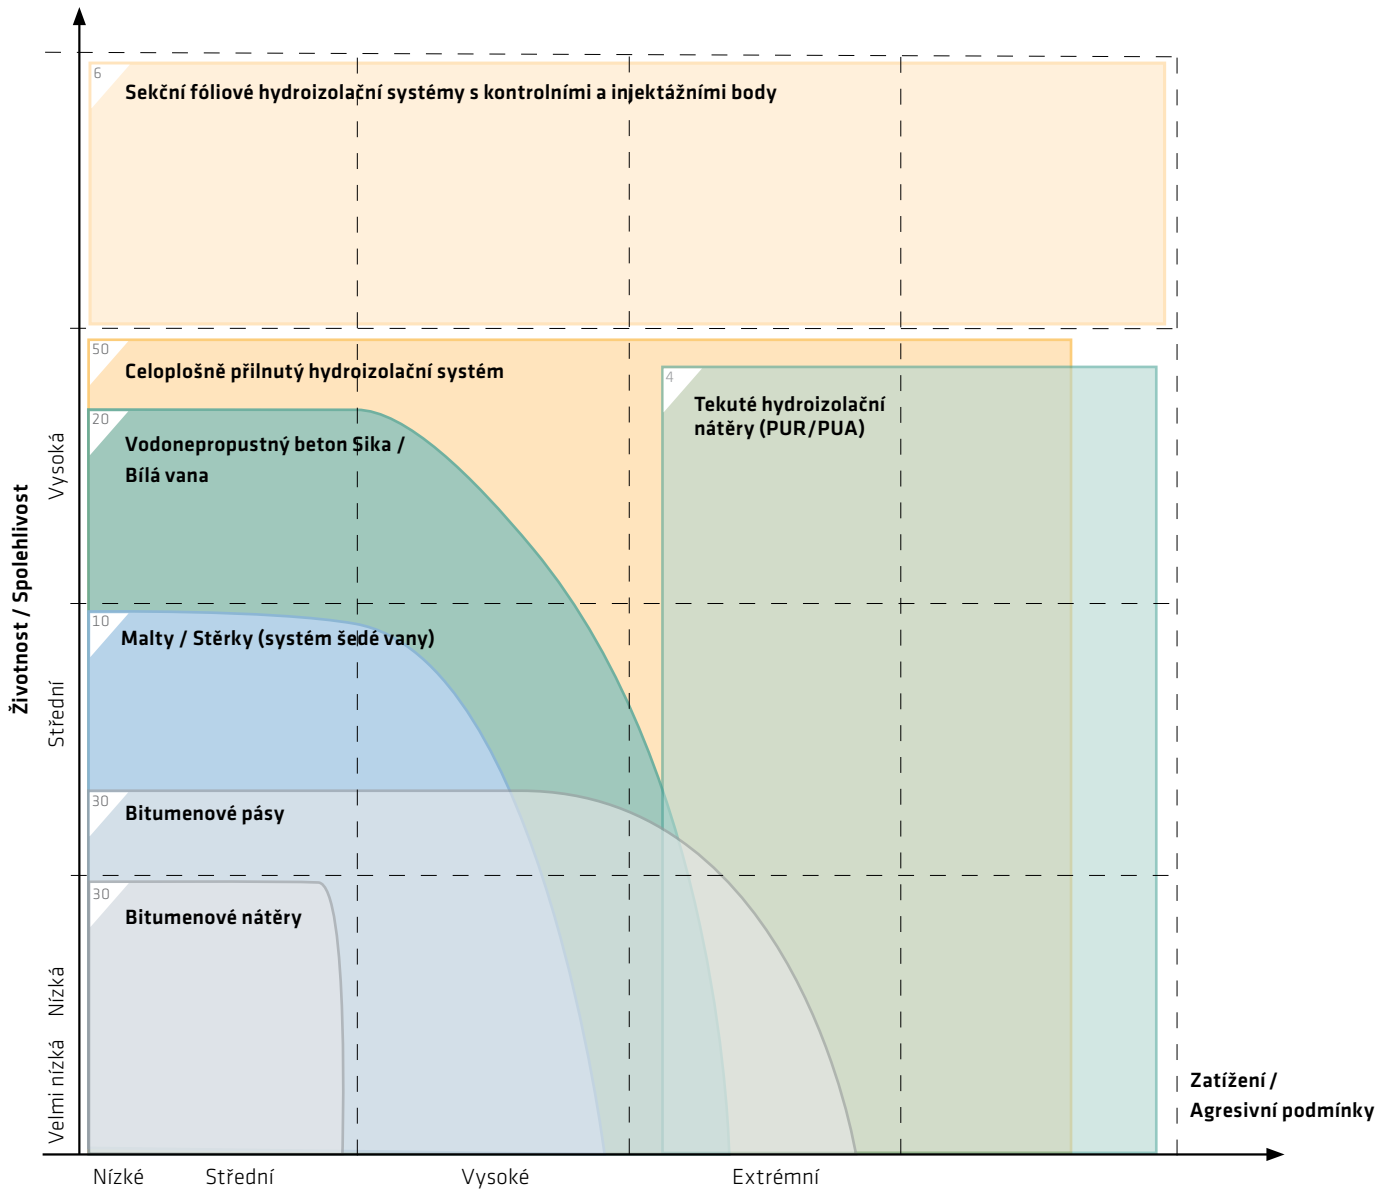 6
Sekční fóliové hydroizolační systémy s kontrolními a injektážními body
50
Celoplošně přilnutý hydroizolační systém
4
Tekuté hydroizolační
nátěry (PUR/PUA)
20
Vodonepropustný beton Sika /
Bílá vana
10
Malty / Stěrky (systém šedé vany)
30
Bitumenové pásy
30
Bitumenové nátěry
Životnost / Spolehlivost
Vysoká
Střední
Nízká
Velmi nízká
Zatížení /
Agresivní podmínky
Nízké
Střední
Vysoké
Extrémní